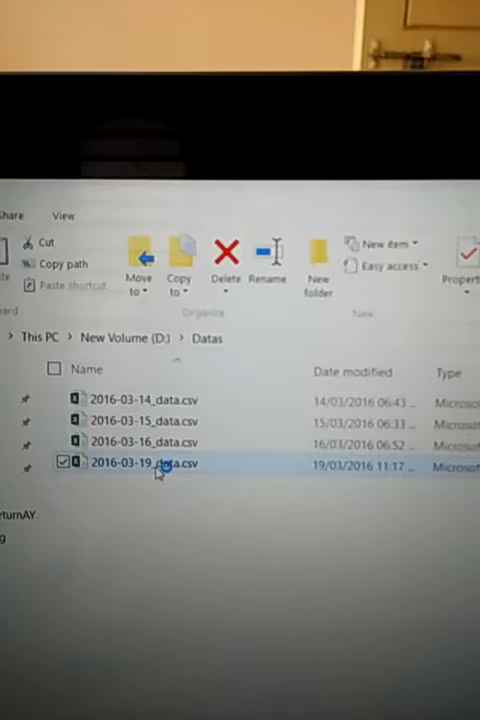 Share View
Cut
Copy path
Paste shortcut
Move to
Copy to
Delete
Rename
New folder
New item
Easy access
Organize
New
> This PC > New Volume (D:) > Datas
Name Date modified Type
2016-03-14_data.csv 14/03/2016 06:43 ...
2016-03-15_data.csv 15/03/2016 06:33 ...
2016-03-16_data.csv 16/03/2016 06:52 ...
2016-03-19_data.csv 19/03/2016 11:17 ...
eturnAY